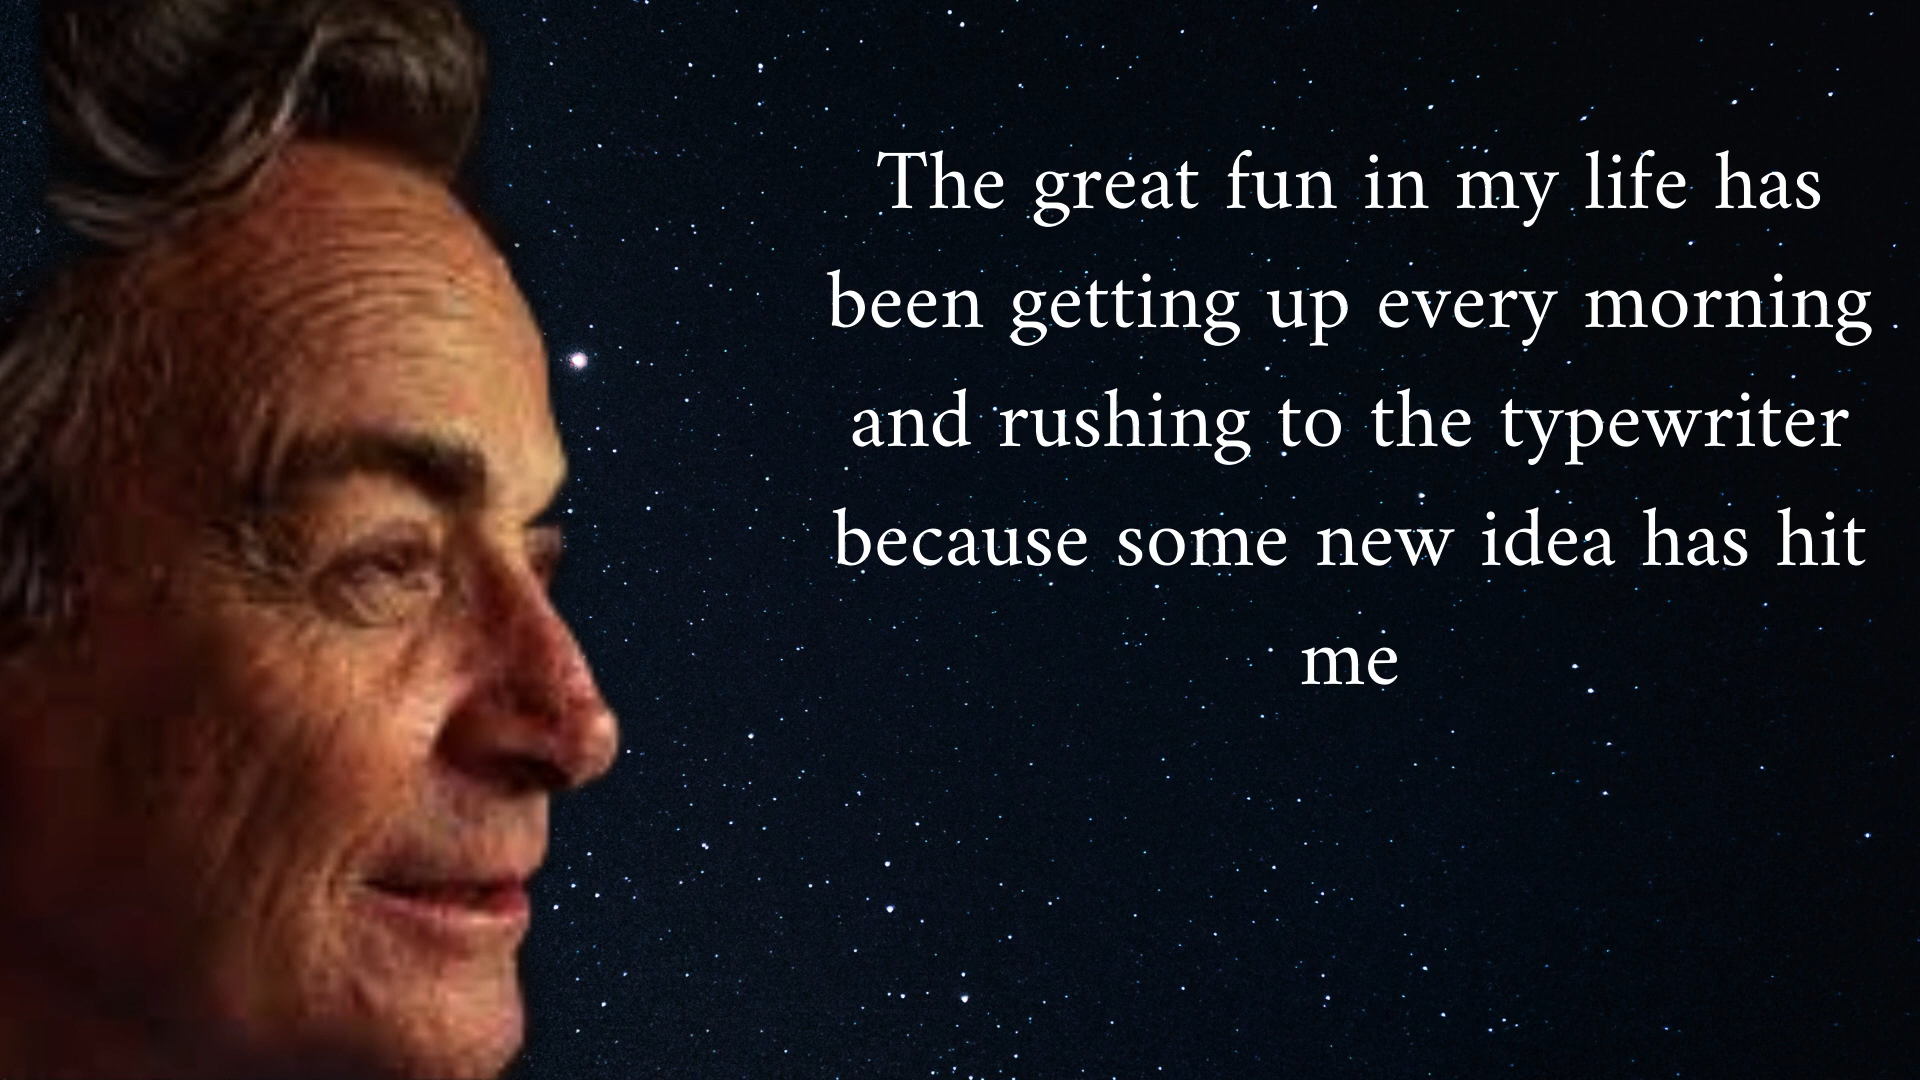 The great fun in my life has
been getting up every morning
and rushing to the typewriter
because some new idea has hit
me